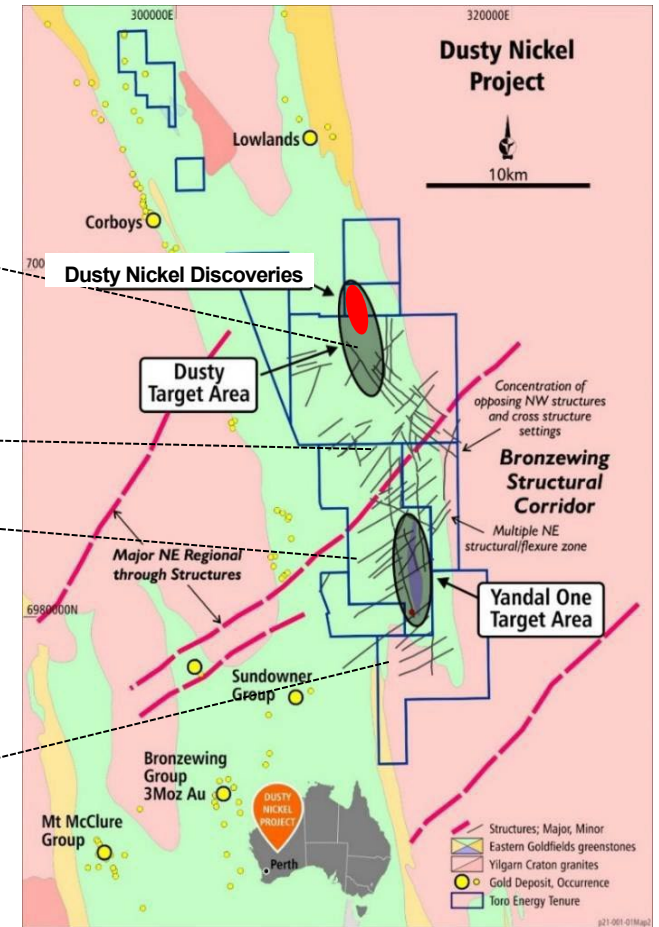 300000E
320000E
Dusty Nickel
Project
10km
Lowlands
Corboys
700
Dusty Nickel Discoveries
Dusty
Target Area
Concentration of
opposing NW structures
and cross structure
settings
Bronzewing
Structural
Corridor
Multiple NE
structural/flexure zone
Major NE Regional
through Structures
6980000N
Yandal One
Target Area
Sundowner
Group
Bronzewing
Group
3Moz Au
Mt McClure
Group
DUSTY
NICKEL
PROJECT
Perth
Structures; Major, Minor
Eastern Goldfields greenstones
Yilgarn Craton granites
Gold Deposit, Occurrence
Toro Energy Tenure